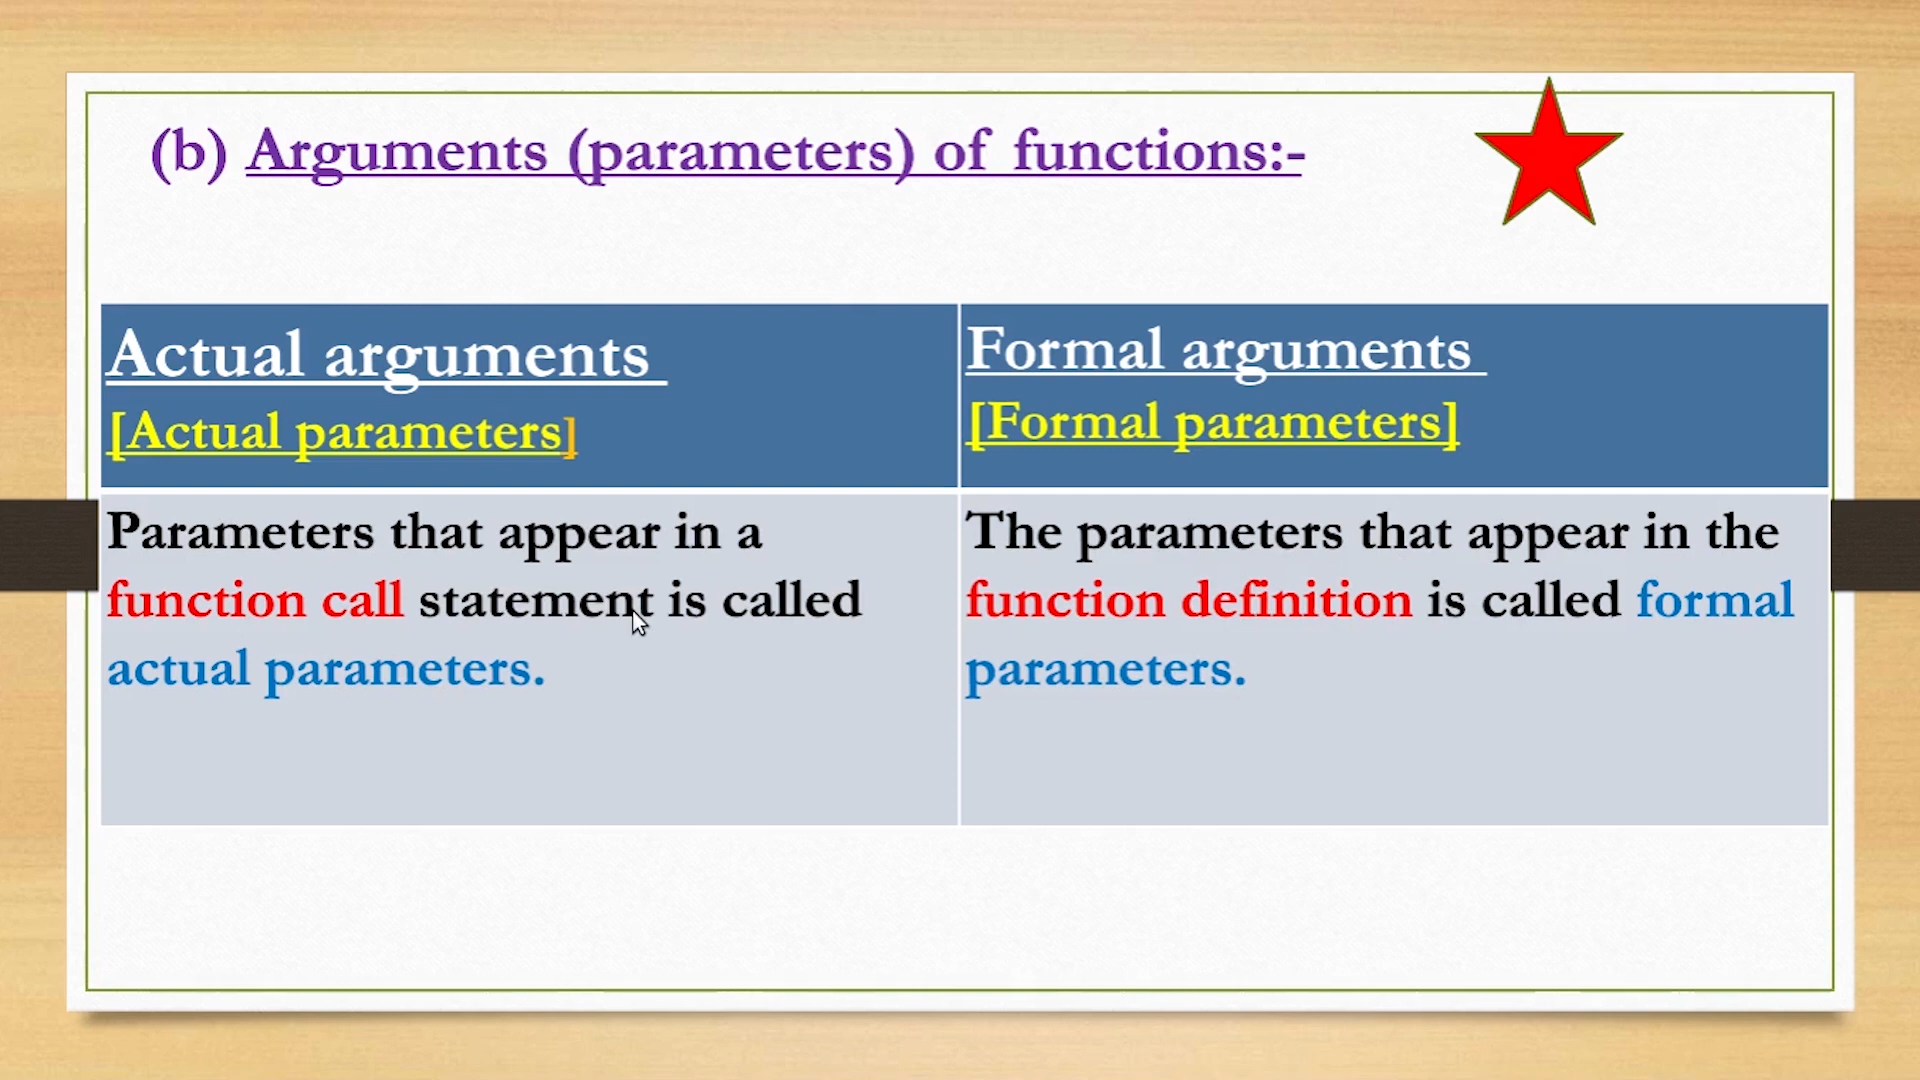 (b) Arguments (parameters) of functions:-
Actual arguments
[Actual parameters]
Formal arguments
[Formal parameters]
Parameters that appear in a
function call statement is called
actual parameters.
The parameters that appear in the
function definition is called formal
parameters.